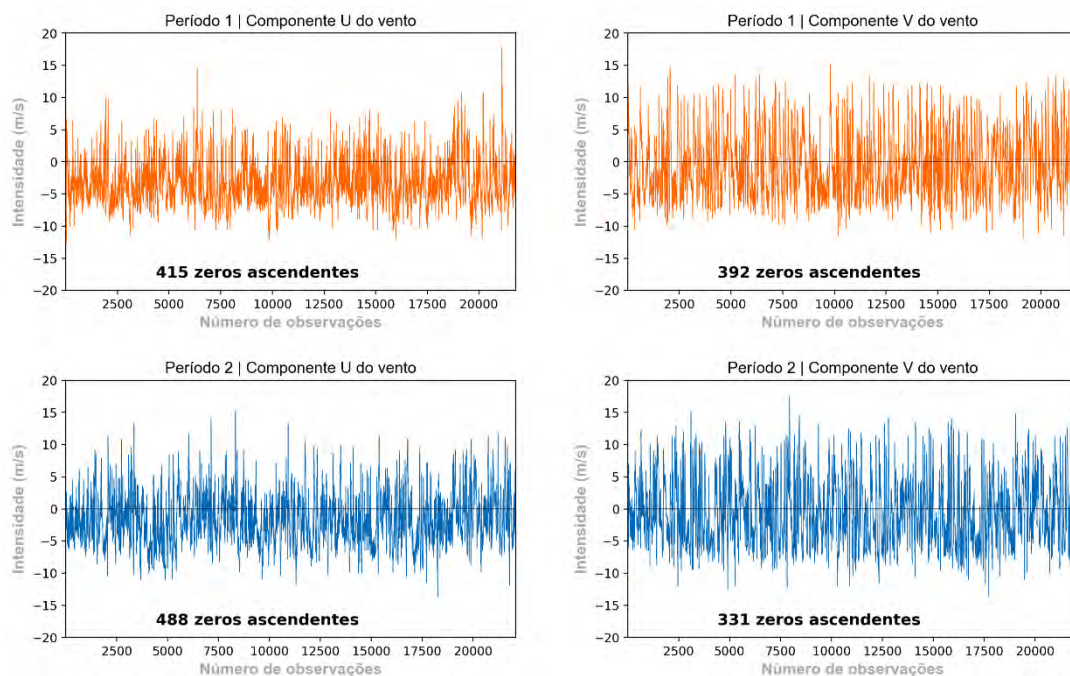 Período 1 | Componente U do vento
20
15
10
5
0
−5
−10
−15
−20
Intensidade (m/s)
415 zeros ascendentes
2500 5000 7500 10000 12500 15000 17500 20000
Número de observações
Período 1 | Componente V do vento
20
15
10
5
0
−5
−10
−15
−20
Intensidade (m/s)
392 zeros ascendentes
2500 5000 7500 10000 12500 15000 17500 20000
Número de observações
Período 2 | Componente U do vento
20
15
10
5
0
−5
−10
−15
−20
Intensidade (m/s)
488 zeros ascendentes
2500 5000 7500 10000 12500 15000 17500 20000
Número de observações
Período 2 | Componente V do vento
20
15
10
5
0
−5
−10
−15
−20
Intensidade (m/s)
331 zeros ascendentes
2500 5000 7500 10000 12500 15000 17500 20000
Número de observações